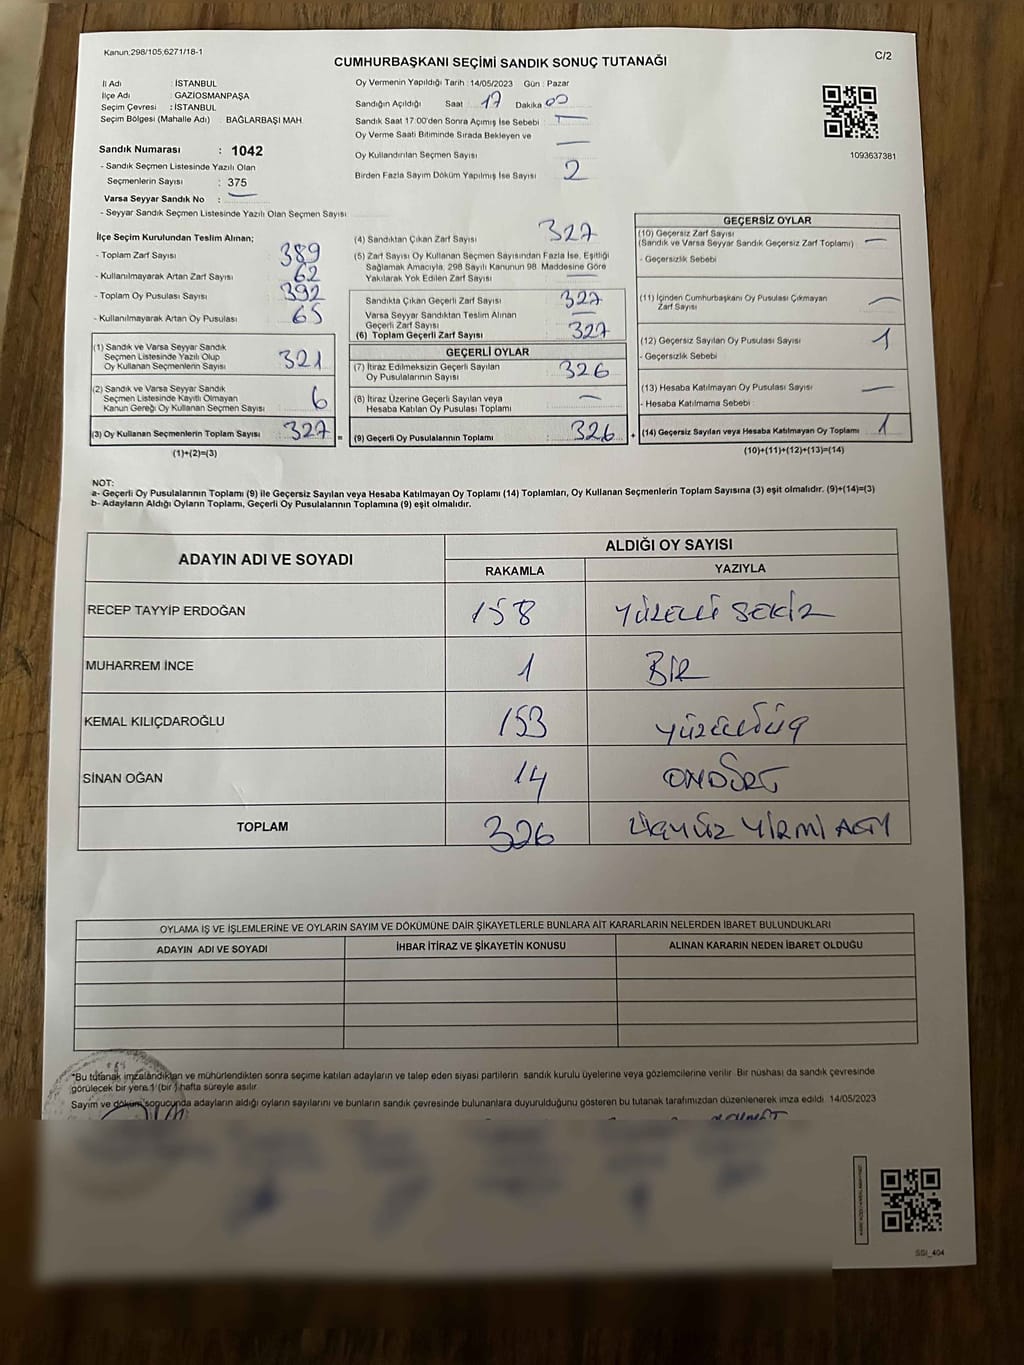 Kanun,298/105,6271/18-1
CUMHURBAŞKANI SEÇİMİ SANDIK SONUÇ TUTANAĞI
C/2
İl Adı : İSTANBUL
İlçe Adı : GAZİOSMANPAŞA
Seçim Çevresi : İSTANBUL
Seçim Bölgesi (Mahalle Adı) : BAĞLARBAŞI MAH.
Sandık Numarası : 1042
- Sandık Seçmen Listesinde Yazılı Olan
Seçmenlerin Sayısı : 375
Varsa Seyyar Sandık No : —
- Seyyar Sandık Seçmen Listesinde Yazılı Olan Seçmen Sayısı
Oy Vermenin Yapıldığı Tarih : 14/05/2023 Gün : Pazar
Sandığın Açıldığı Saat 17 Dakika 00
Sandık Saat 17:00'den Sonra Açımış İse Sebebi : —
Oy Verme Saati Bitiminde Sırada Bekleyen ve
Oy Kullandırılan Seçmen Sayısı —
Birden Fazla Sayım Döküm Yapılmış İse Sayısı 2
1093637381
İlçe Seçim Kurulundan Teslim Alınan;
- Toplam Zarf Sayısı 389
- Kullanılmayarak Artan Zarf Sayısı 62
- Toplam Oy Pusulası Sayısı 392
- Kullanılmayarak Artan Oy Pusulası 65
(1) Sandık ve Varsa Seyyar Sandık
Seçmen Listesinde Yazılı Olup
Oy Kullanan Seçmenlerin Sayısı 321
(2) Sandık ve Varsa Seyyar Sandık
Seçmen Listesinde Kayıtlı Olmayan
Kanun Gereği Oy Kullanan Seçmen Sayısı 6
(3) Oy Kullanan Seçmenlerin Toplam Sayısı 327 =
(1)+(2)=(3)
(4) Sandıktan Çıkan Zarf Sayısı 327
(5) Zarf Sayısı Oy Kullanan Seçmen Sayısından Fazla İse, Eşitliği
Sağlamak Amacıyla, 298 Sayılı Kanunun 98. Maddesine Göre
Yakılarak Yok Edilen Zarf Sayısı —
Sandıkta Çıkan Geçerli Zarf Sayısı 327
Varsa Seyyar Sandıktan Teslim Alınan
Geçerli Zarf Sayısı —
(6) Toplam Geçerli Zarf Sayısı 327
GEÇERLİ OYLAR
(7) İtiraz Edilmeksizin Geçerli Sayılan
Oy Pusulalarının Sayısı 326
(8) İtiraz Üzerine Geçerli Sayılan veya
Hesaba Katılan Oy Pusulası Toplamı —
(9) Geçerli Oy Pusulalarının Toplamı 326 +
GEÇERSİZ OYLAR
(10) Geçersiz Zarf Sayısı
(Sandık ve Varsa Seyyar Sandık Geçersiz Zarf Toplamı) —
- Geçersizlik Sebebi
(11) İçinden Cumhurbaşkanı Oy Pusulası Çıkmayan
Zarf Sayısı —
(12) Geçersiz Sayılan Oy Pusulası Sayısı 1
- Geçersizlik Sebebi
(13) Hesaba Katılmayan Oy Pusulası Sayısı —
- Hesaba Katılmama Sebebi :
(14) Geçersiz Sayılan veya Hesaba Katılmayan Oy Toplamı 1
(10)+(11)+(12)+(13)=(14)
NOT:
a- Geçerli Oy Pusulalarının Toplamı (9) ile Geçersiz Sayılan veya Hesaba Katılmayan Oy Toplamı (14) Toplamları, Oy Kullanan Seçmenlerin Toplam Sayısına (3) eşit olmalıdır. (9)+(14)=(3)
b- Adayların Aldığı Oyların Toplamı, Geçerli Oy Pusulalarının Toplamına (9) eşit olmalıdır.
ADAYIN ADI VE SOYADI
ALDIĞI OY SAYISI
RAKAMLA YAZIYLA
RECEP TAYYİP ERDOĞAN 158 YÜZELLİ SEKİZ
MUHARREM İNCE 1 BİR
KEMAL KILIÇDAROĞLU 153 YÜZELLİÜÇ
SİNAN OĞAN 14 ONDÖRT
TOPLAM 326 ÜÇYÜZ YİRMİ ALTI
OYLAMA İŞ VE İŞLEMLERİNE VE OYLARIN SAYIM VE DÖKÜMÜNE DAİR ŞİKAYETLERLE BUNLARA AİT KARARLARIN NELERDEN İBARET BULUNDUKLARI
ADAYIN ADI VE SOYADI İHBAR İTİRAZ VE ŞİKAYETİN KONUSU ALINAN KARARIN NEDEN İBARET OLDUĞU
*Bu tutanak imzalandıktan ve mühürlendikten sonra seçime katılan adayların ve talep eden siyasi partilerin sandık kurulu üyelerine veya gözlemcilerine verilir. Bir nüshası da sandık çevresinde
görülecek bir yere 1 (bir ) hafta süreyle asılır.
Sayım ve döküm sogucunda adayların aldığı oyların sayılarını ve bunların sandık çevresinde bulunanlara duyurulduğunu gösteren bu tutanak tarafımızdan düzenlenerek imza edildi. 14/05/2023
SSI_404